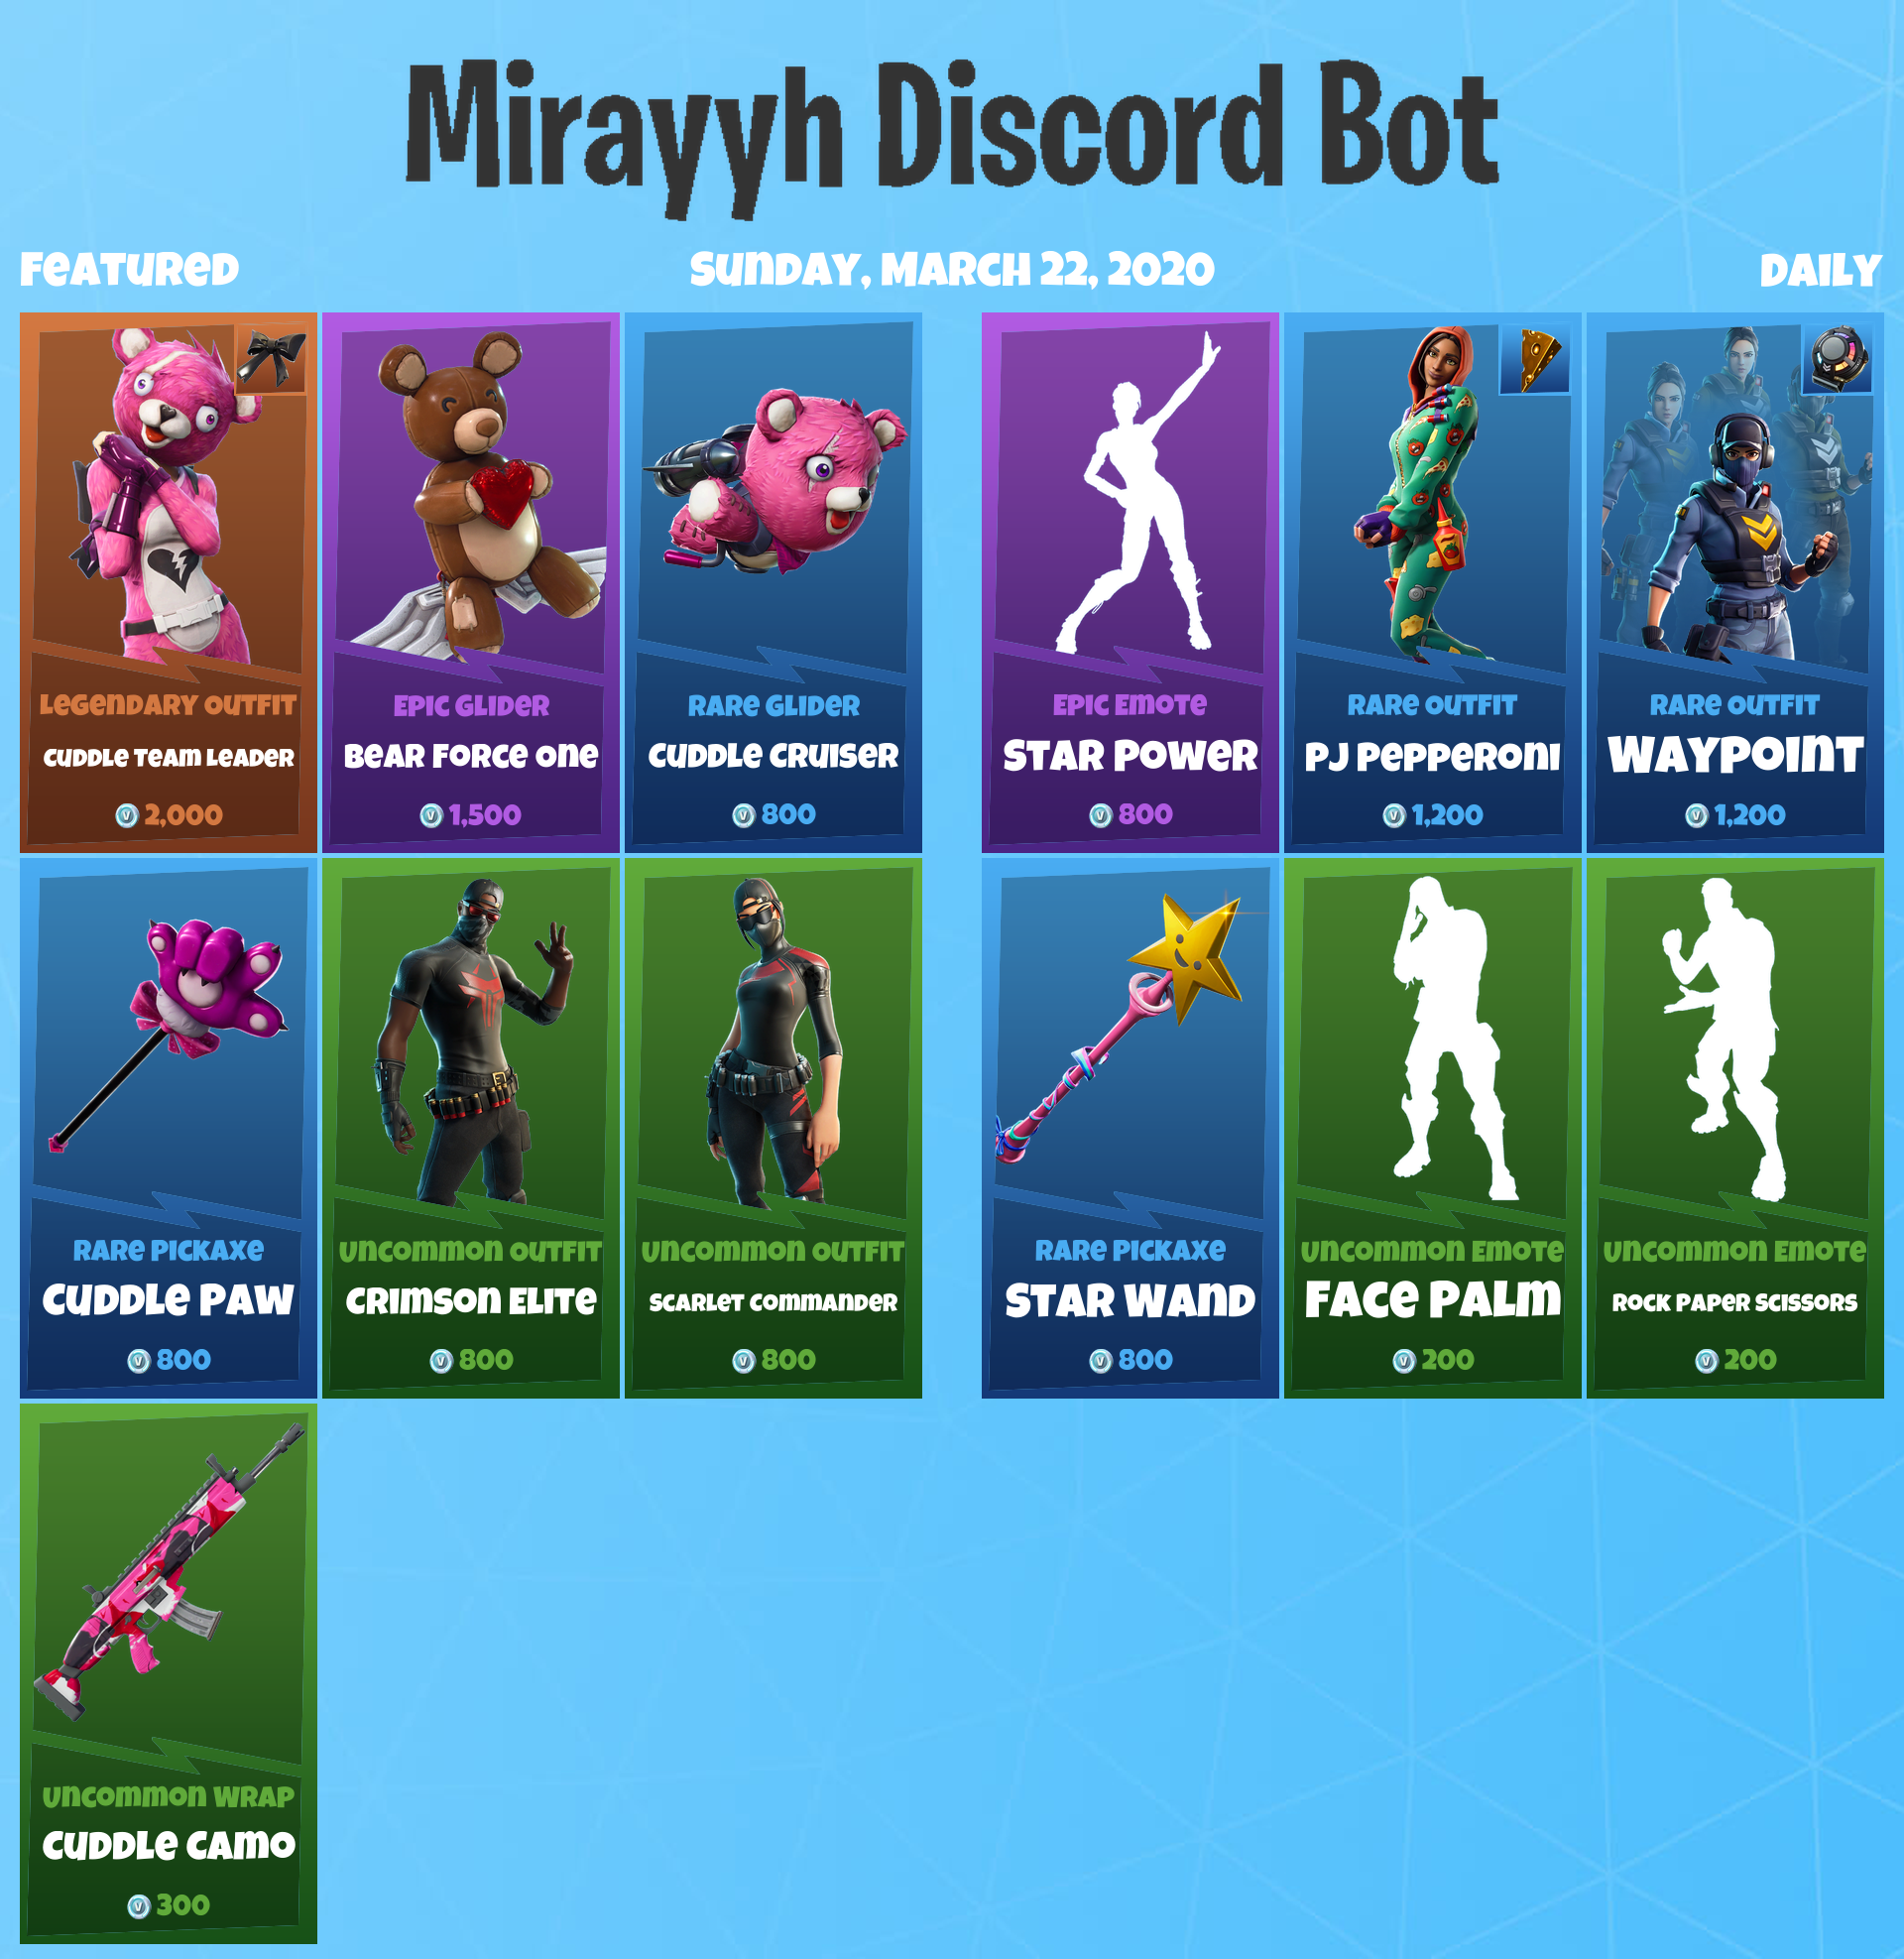 Mirayyh Discord Bot
FEATURED
SUNDAY, MARCH 22, 2020
DAILY
LEGENDARY OUTFIT
CUDDLE TEAM LEADER
V 2,000
EPIC GLIDER
BEAR FORCE ONE
V 1,500
RARE GLIDER
CUDDLE CRUISER
V 800
EPIC EMOTE
STAR POWER
V 800
RARE OUTFIT
PJ PEPPERONI
V 1,200
RARE OUTFIT
WAYPOINT
V 1,200
RARE PICKAXE
CUDDLE PAW
V 800
UNCOMMON OUTFIT
CRIMSON ELITE
V 800
UNCOMMON OUTFIT
SCARLET COMMANDER
V 800
RARE PICKAXE
STAR WAND
V 800
UNCOMMON EMOTE
FACE PALM
V 200
UNCOMMON EMOTE
ROCK PAPER SCISSORS
V 200
UNCOMMON WRAP
CUDDLE CAMO
V 300